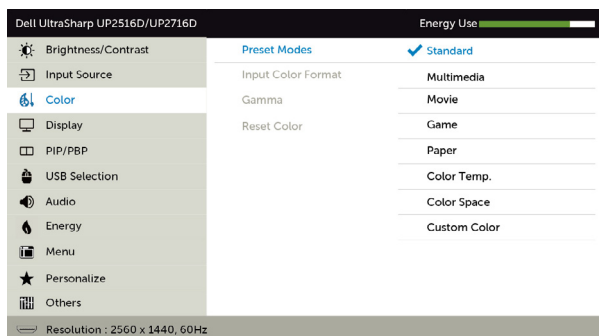 Dell UltraSharp UP2516D/UP2716D
Energy Use
Brightness/Contrast
Input Source
Color
Display
PIP/PBP
USB Selection
Audio
Energy
Menu
Personalize
Others
Preset Modes
Input Color Format
Gamma
Reset Color
Standard
Multimedia
Movie
Game
Paper
Color Temp.
Color Space
Custom Color
Resolution : 2560 x 1440, 60Hz